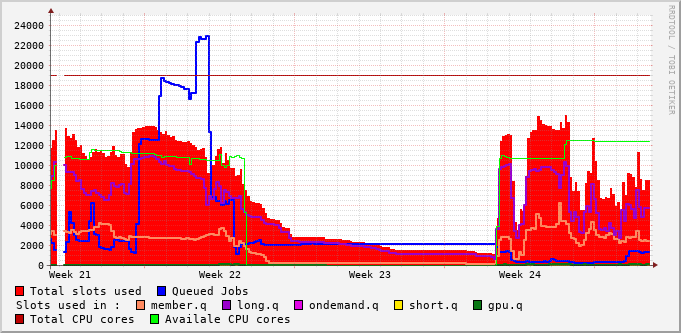 RRDTOOL / TOBI OETIKER
24000
22000
20000
18000
16000
14000
12000
10000
8000
6000
4000
2000
0
Week 21 Week 22 Week 23 Week 24
Total slots used Queued Jobs
Slots used in : member.q long.q ondemand.q short.q gpu.q
Total CPU cores Availale CPU cores